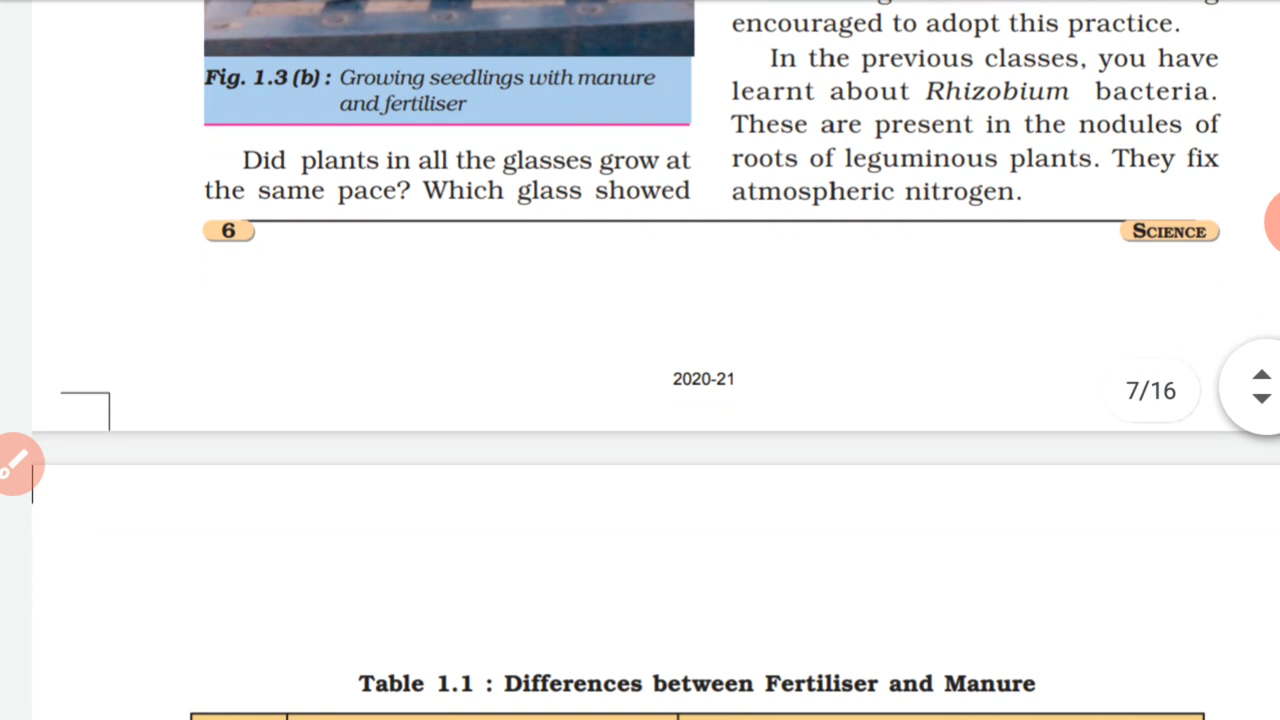 Fig. 1.3 (b) : Growing seedlings with manure
and fertiliser
Did plants in all the glasses grow at
the same pace? Which glass showed
encouraged to adopt this practice.
In the previous classes, you have
learnt about Rhizobium bacteria.
These are present in the nodules of
roots of leguminous plants. They fix
atmospheric nitrogen.
6
SCIENCE
2020-21
7/16
Table 1.1 : Differences between Fertiliser and Manure